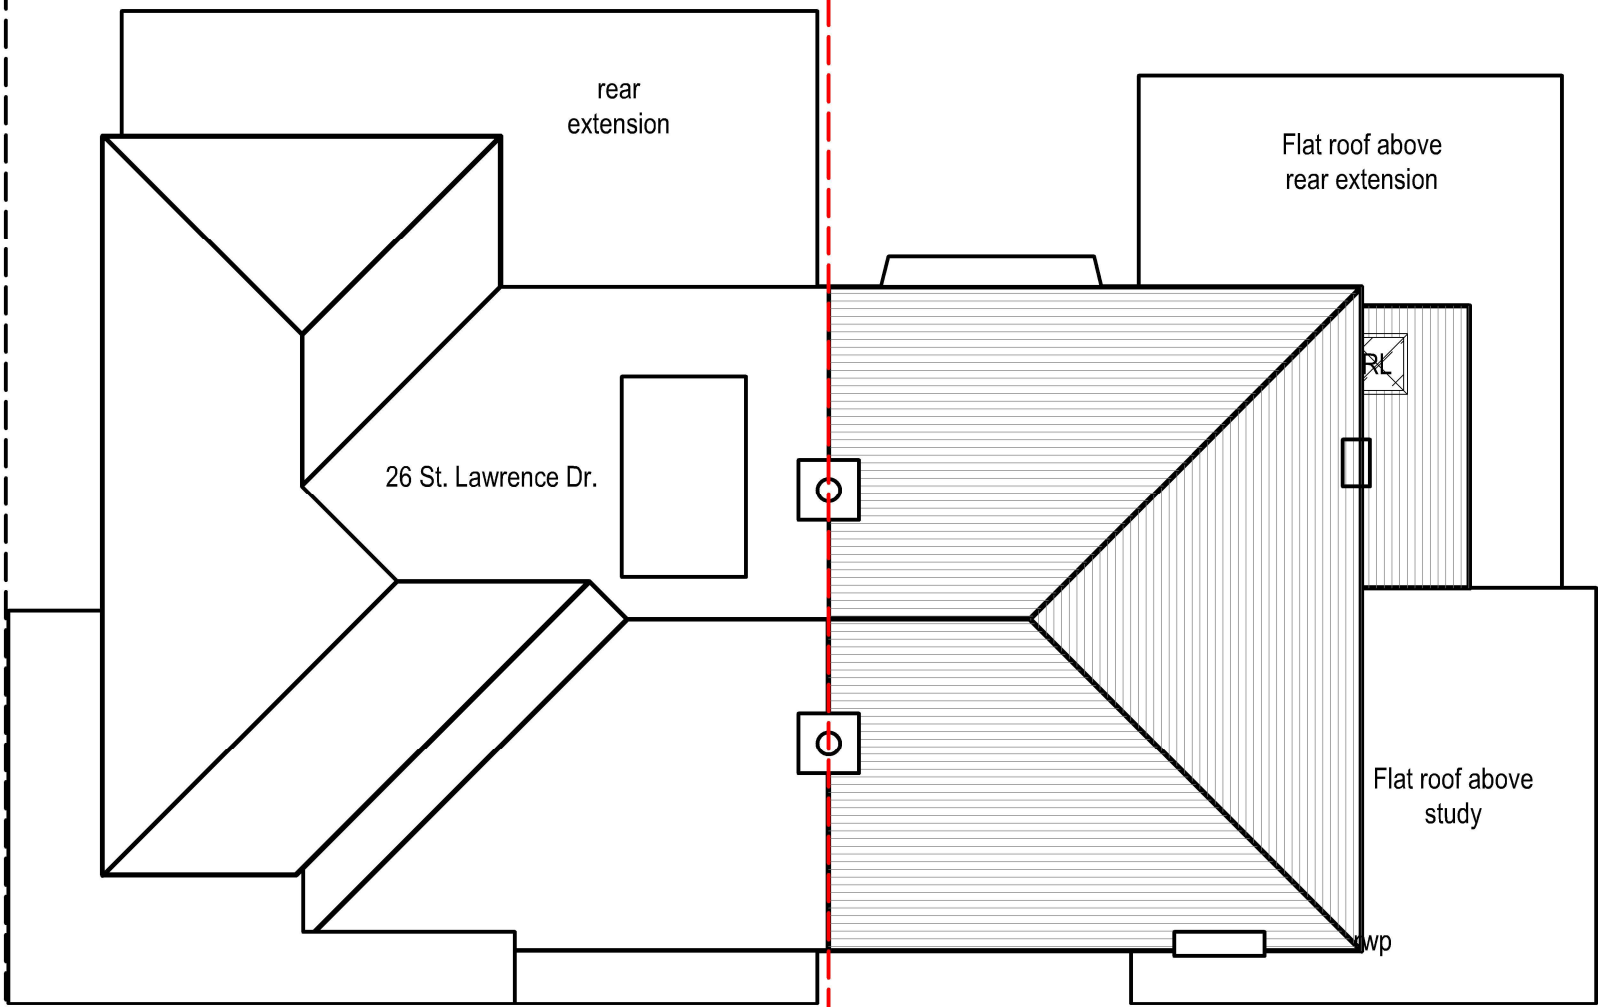 rear
extension
Flat roof above
rear extension
RL
26 St. Lawrence Dr.
Flat roof above
study
rwp